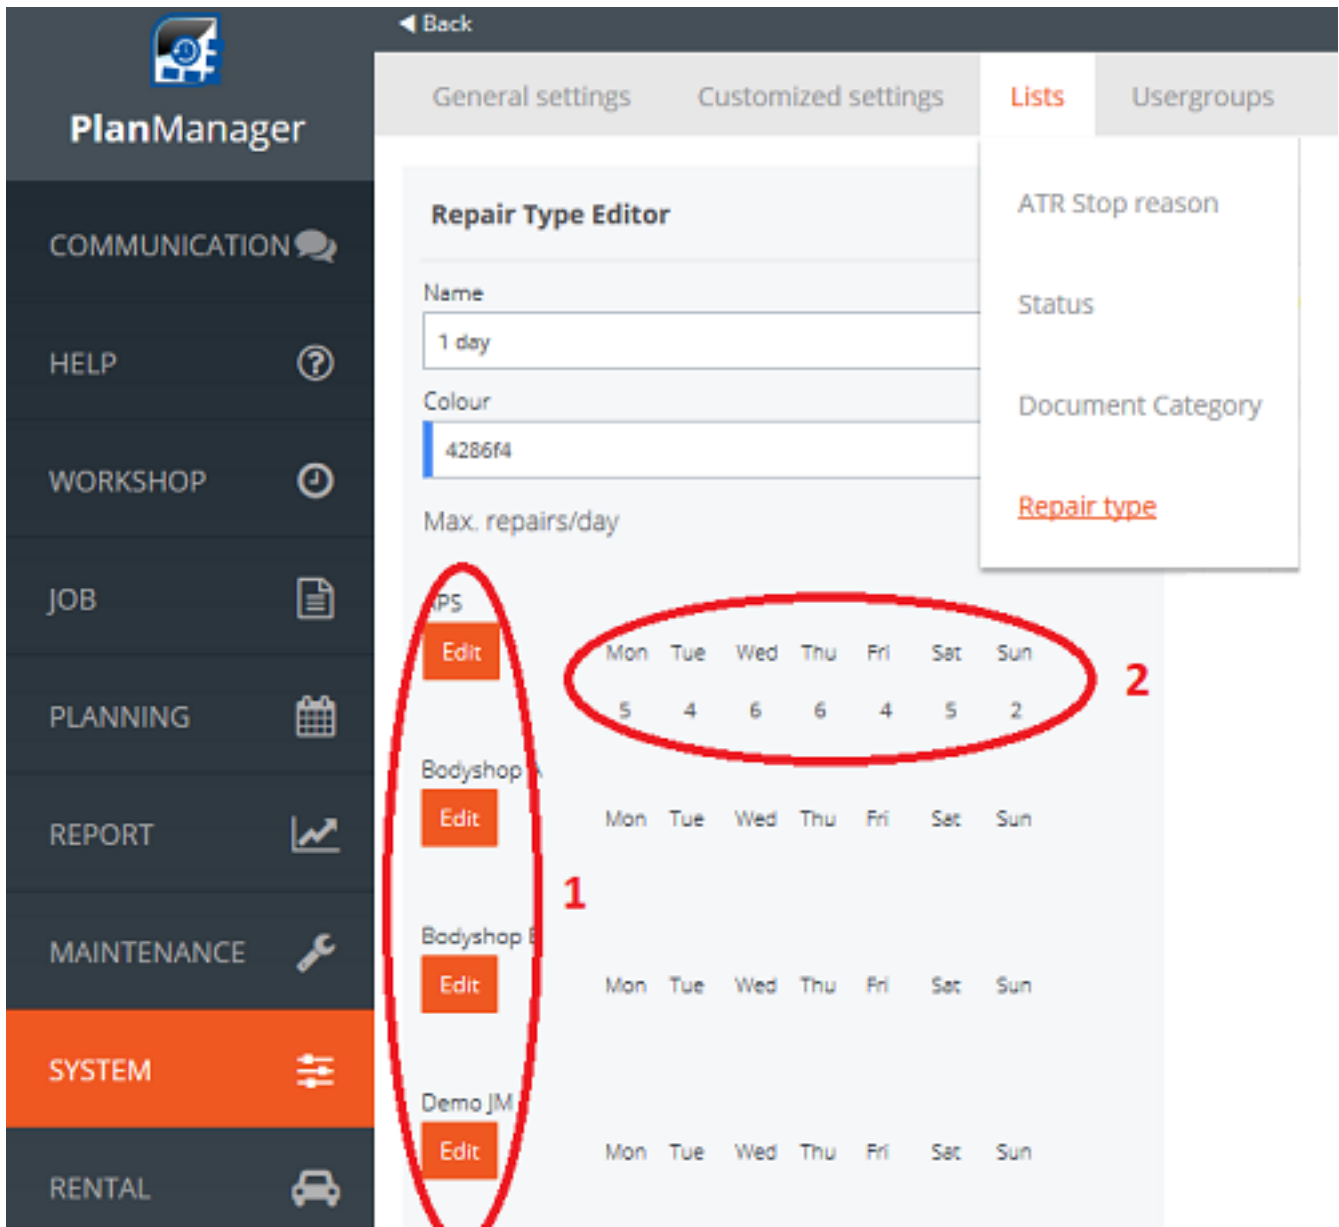 Back
PlanManager
General settings Customized settings Lists Usergroups
COMMUNICATION
HELP
WORKSHOP
JOB
PLANNING
REPORT
MAINTENANCE
SYSTEM
RENTAL
Repair Type Editor
Name
1 day
Colour
4286f4
Max. repairs/day
ATR Stop reason
Status
Document Category
Repair type
Edit
Mon Tue Wed Thu Fri Sat Sun
5 4 6 6 4 5 2
2
Bodyshop A
Edit
Mon Tue Wed Thu Fri Sat Sun
1
Bodyshop
Edit
Mon Tue Wed Thu Fri Sat Sun
Demo JM
Edit
Mon Tue Wed Thu Fri Sat Sun